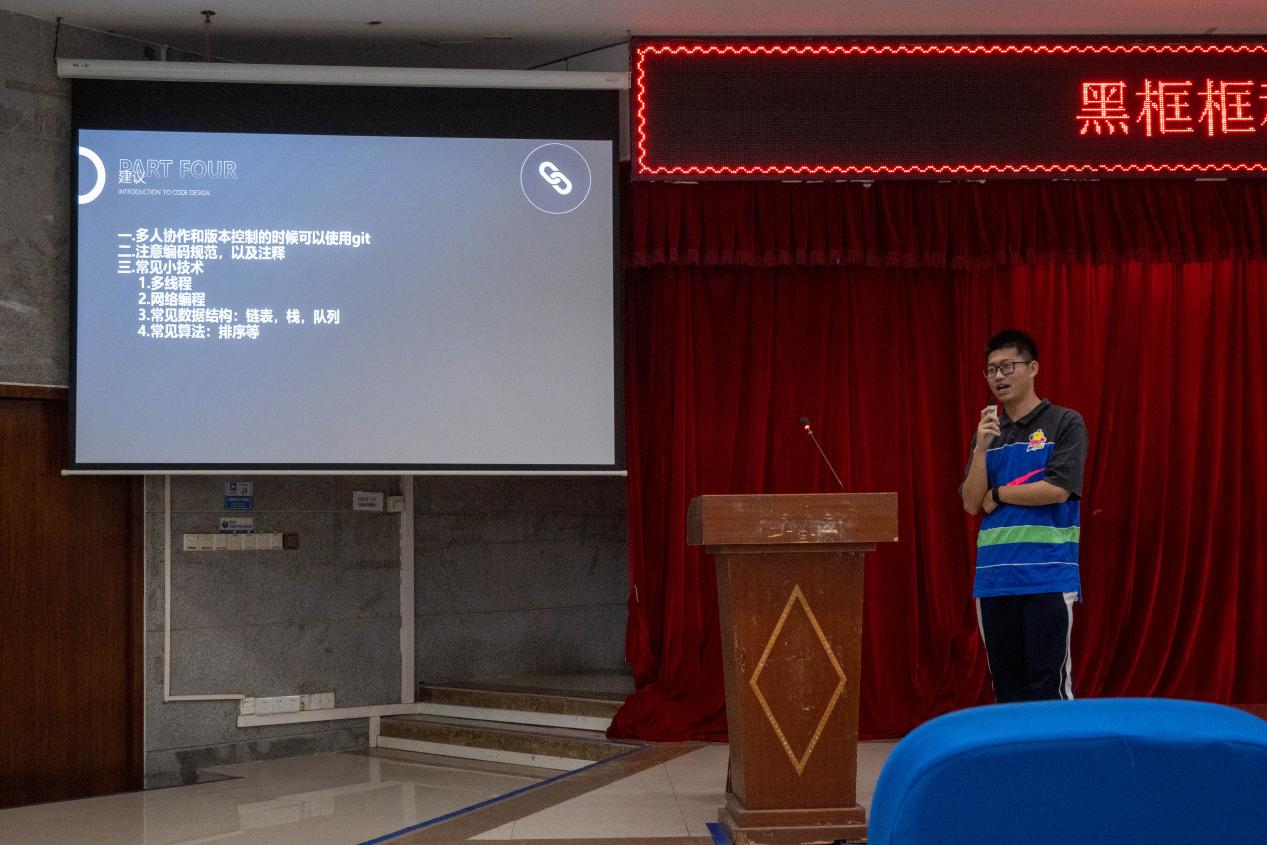 PART FOUR
建议
INTRODUCTION TO CODE DESIGN
一.多人协作和版本控制的时候可以使用git
二.注意编码规范，以及注释
三.常见小技术
1.多线程
2.网络编程
3.常见数据结构：链表，栈，队列
4.常见算法：排序等
黑框框